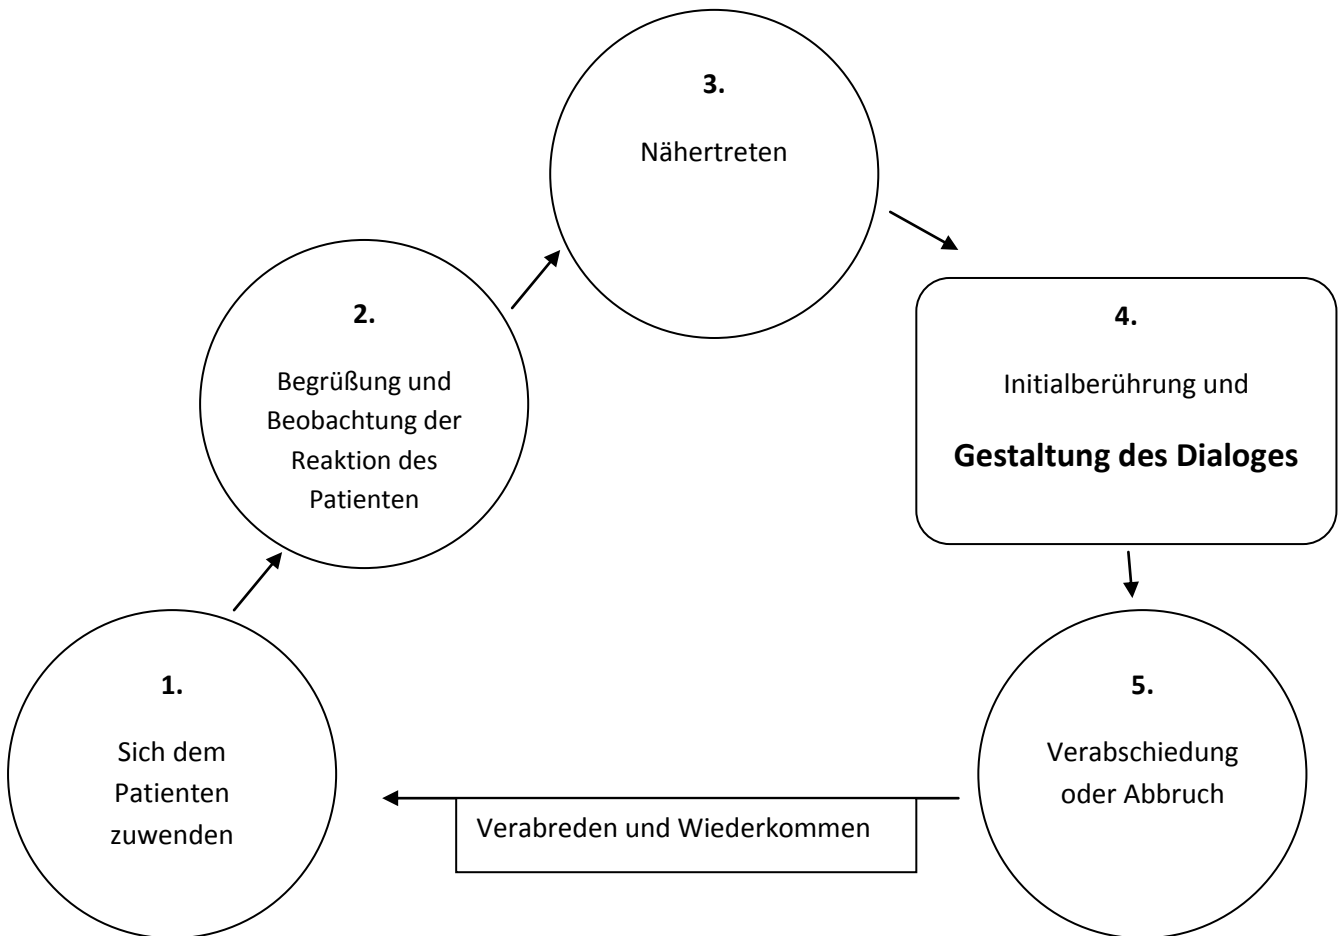 3.
Nähertreten
2.
Begrüßung und
Beobachtung der
Reaktion des
Patienten
4.
Initialberührung und
Gestaltung des Dialoges
1.
Sich dem
Patienten
zuwenden
5.
Verabschiedung
oder Abbruch
Verabreden und Wiederkommen